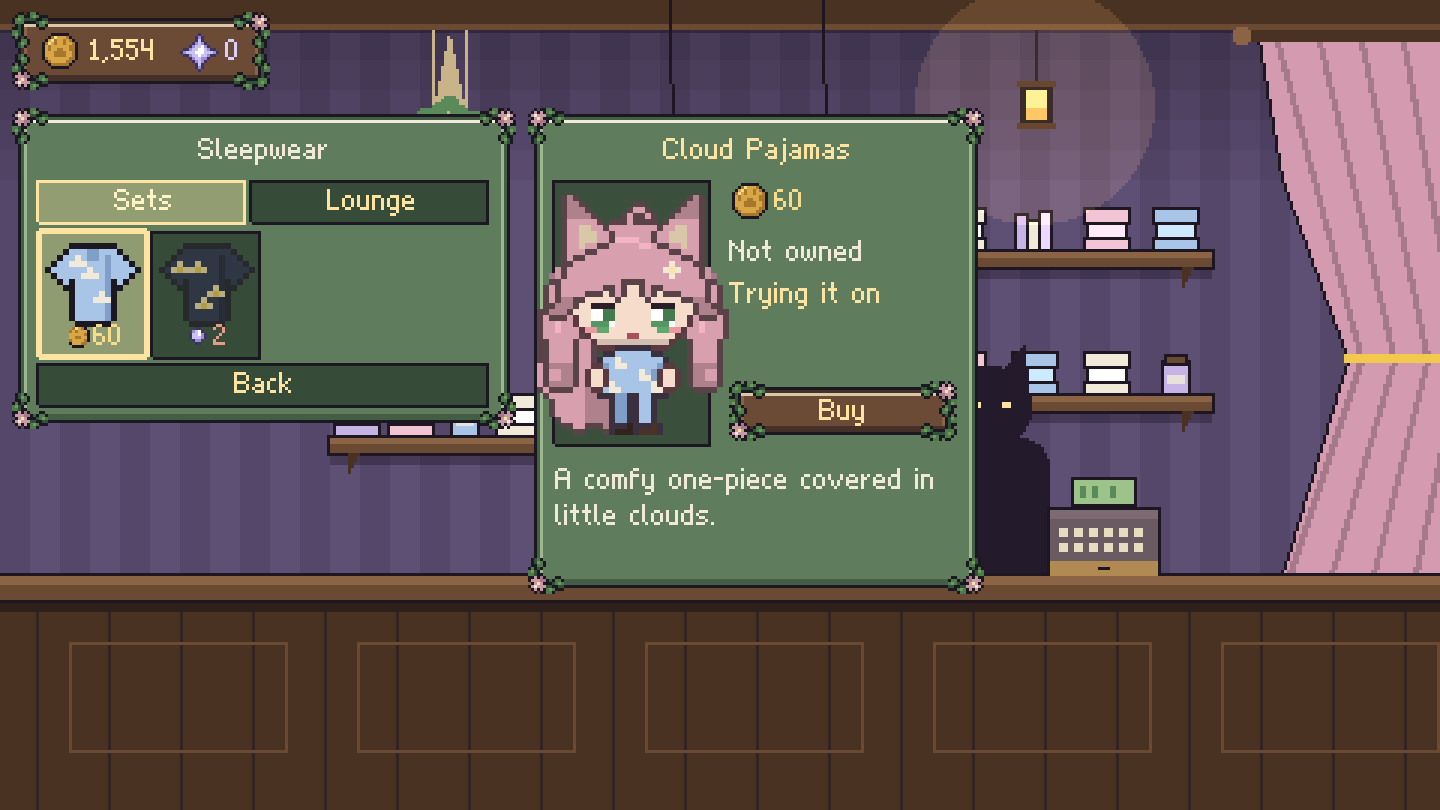 1,554 0
Sleepwear
Sets Lounge
60 2
Back
Cloud Pajamas
60
Not owned
Trying it on
Buy
A comfy one-piece covered in
little clouds.